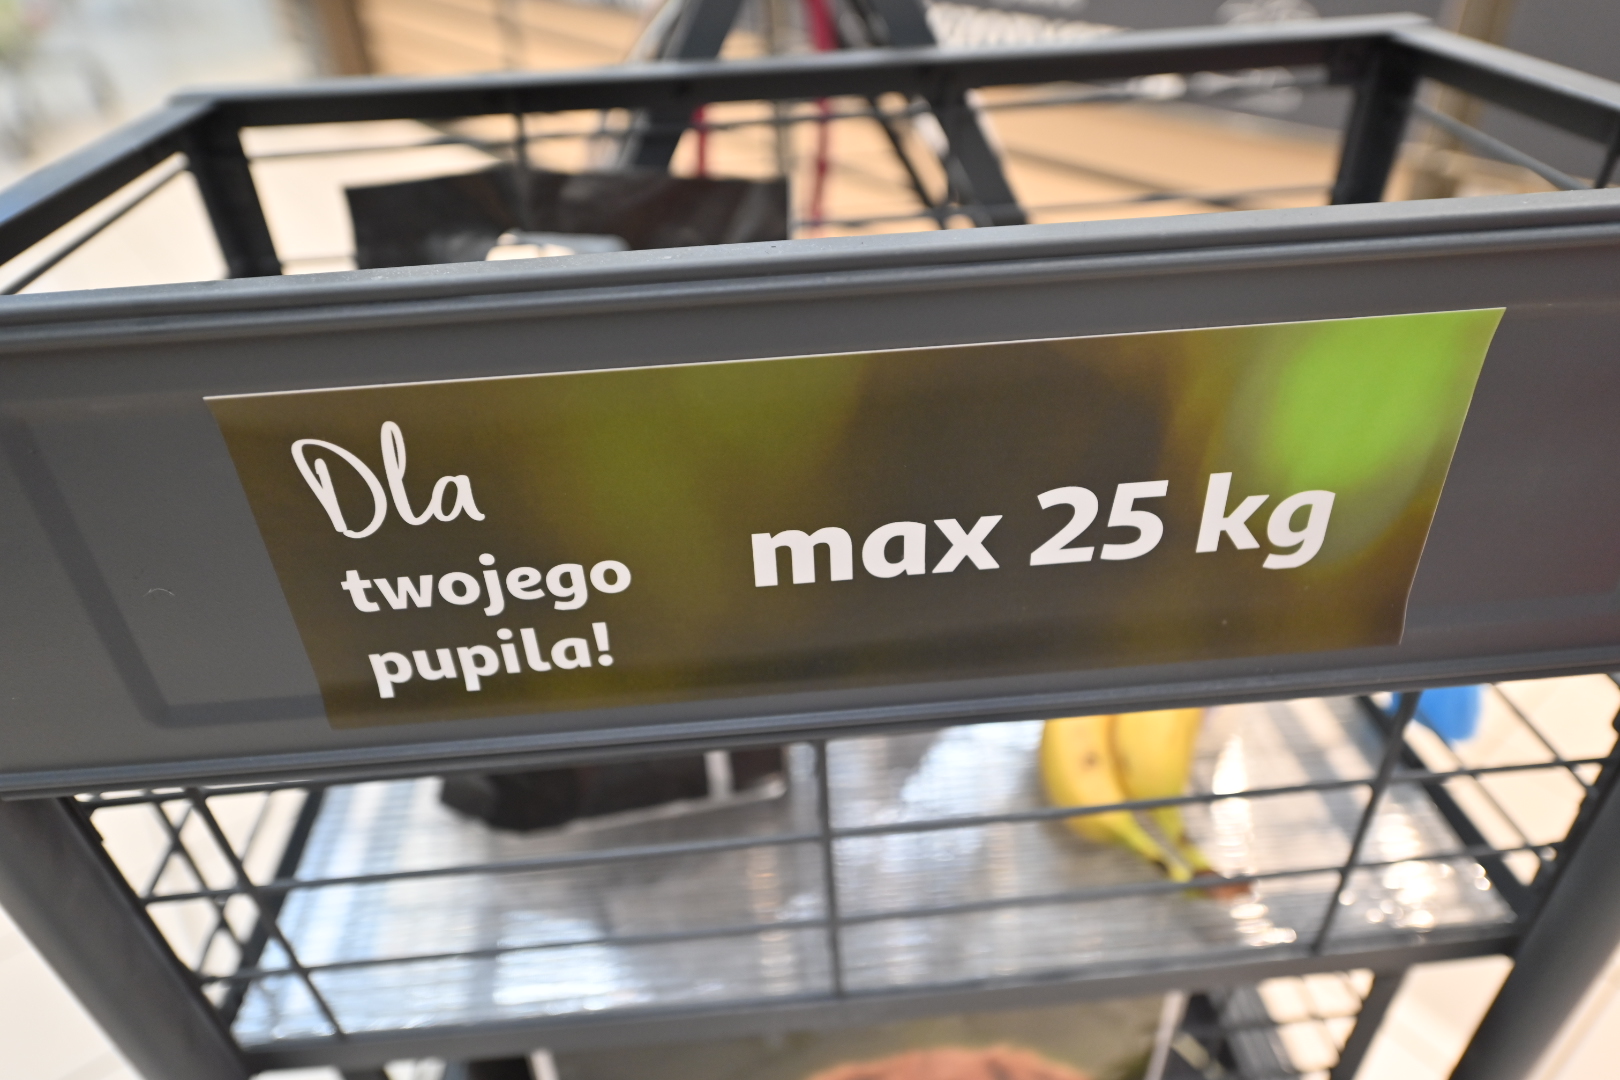 Dla
twojego
pupila!
max 25 kg